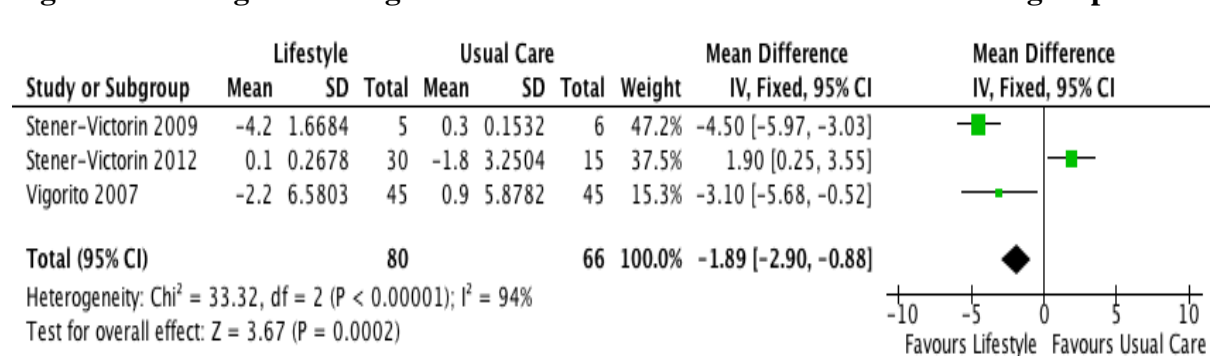 Lifestyle Usual Care Mean Difference Mean Difference
Study or Subgroup Mean SD Total Mean SD Total Weight IV, Fixed, 95% CI IV, Fixed, 95% CI
Stener-Victorin 2009 -4.2 1.6684 5 0.3 0.1532 6 47.2% -4.50 [-5.97, -3.03]
Stener-Victorin 2012 0.1 0.2678 30 -1.8 3.2504 15 37.5% 1.90 [0.25, 3.55]
Vigorito 2007 -2.2 6.5803 45 0.9 5.8782 45 15.3% -3.10 [-5.68, -0.52]
Total (95% CI) 80 66 100.0% -1.89 [-2.90, -0.88]
Heterogeneity: Chi² = 33.32, df = 2 (P < 0.00001); I² = 94%
Test for overall effect: Z = 3.67 (P = 0.0002)
-10 -5 0 5 10
Favours Lifestyle Favours Usual Care